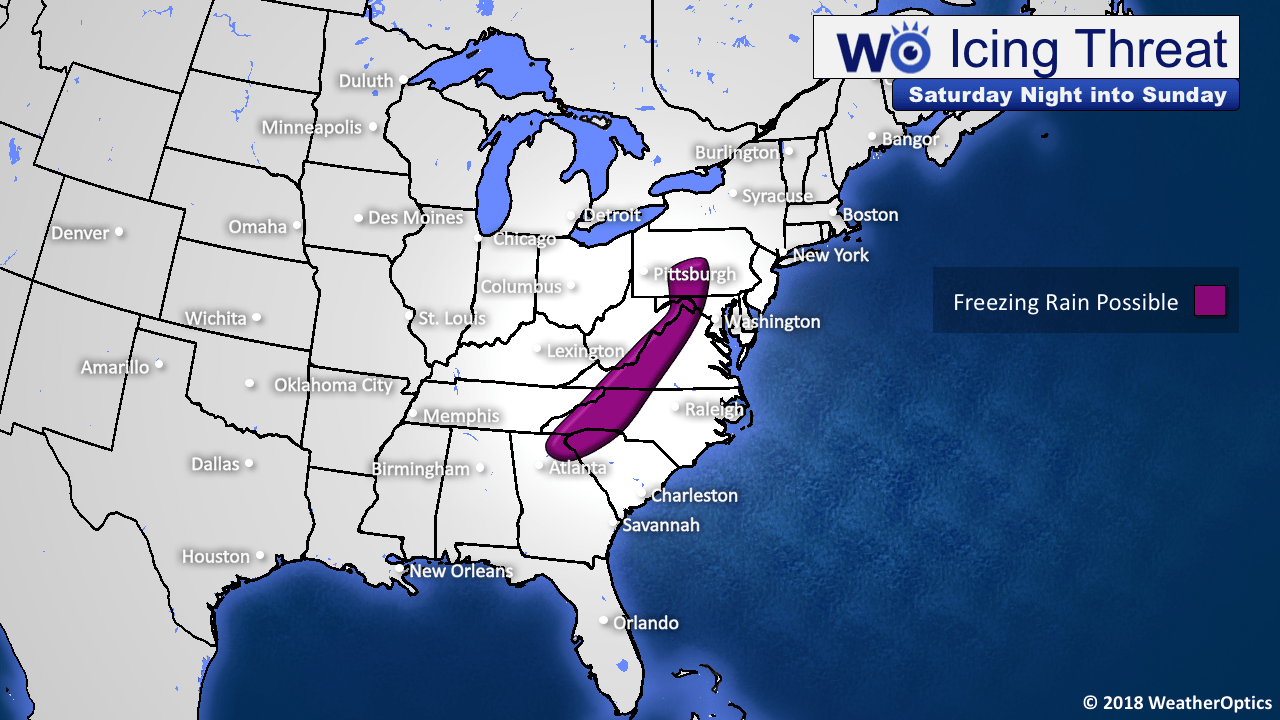 WO Icing Threat
Saturday Night into Sunday
Duluth
Minneapolis
Bangor
Burlington
Syracuse
Des Moines
Detroit
Boston
Omaha
Denver
Chicago
New York
Pittsburgh
Columbus
Freezing Rain Possible
Wichita
St. Louis
Washington
Lexington
Amarillo
Oklahoma City
Memphis
Raleigh
Dallas
Birmingham
Atlanta
Charleston
Savannah
Houston
New Orleans
Orlando
© 2018 WeatherOptics